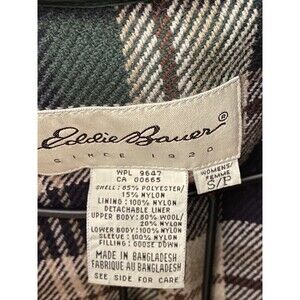 Eddie Bauer ®
SINCE 1920
WOMENS/
FEMME
S/P
WPL 9647
CA 00665
SHELL: 85% POLYESTER/
15% NYLON
LINING: 100% NYLON
DETACHABLE LINER
UPPER BODY: 80% WOOL/
20% NYLON
LOWER BODY: 100% NYLON
SLEEVE: 100% NYLON
FILLING: GOOSE DOWN
MADE IN BANGLADESH
FABRIQUE AU BANGLADESH
SEE SIDE FOR CARE